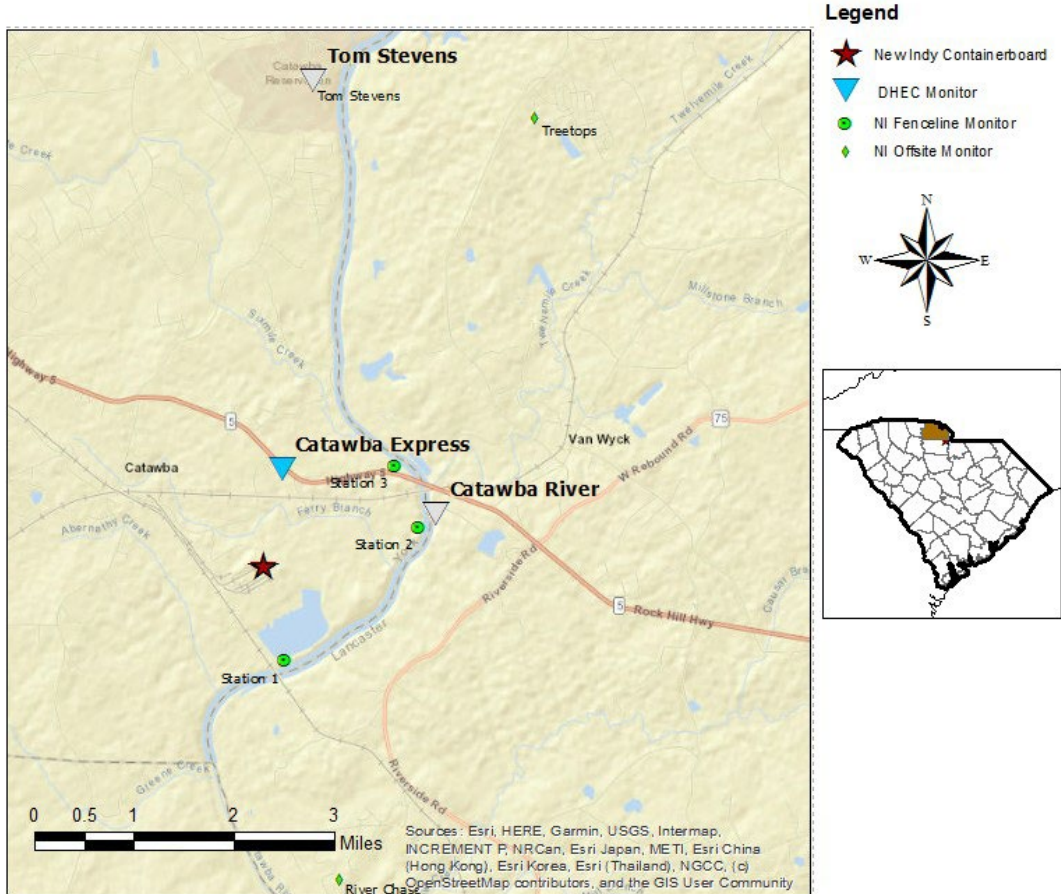 Legend
New Indy Containerboard
DHEC Monitor
NI Fenceline Monitor
NI Offsite Monitor
N
W
E
S
Tom Stevens
Catawba
Reservation
Tom Stevens
Treetops
Twelvemile Creek
Creek
Sixmile Creek
Twelvemile Creek
Millstone Branch
Highway 5
5
75
Catawba Express
Van Wyck
W Rebound Rd
Catawba
Highway 5
Station 3
Catawba River
Ferry Branch
Abernathy Creek
Station 2
York
Riverside Rd
5
Rock Hill Hwy
Lancaster
Station 1
Greene Creek
Riverside Rd
0 0.5 1 2 3
Miles
Sources: Esri, HERE, Garmin, USGS, Intermap,
INCREMENT P, NRCan, Esri Japan, METI, Esri China
(Hong Kong), Esri Korea, Esri (Thailand), NGCC, (c)
OpenStreetMap contributors, and the GIS User Community
River Chase